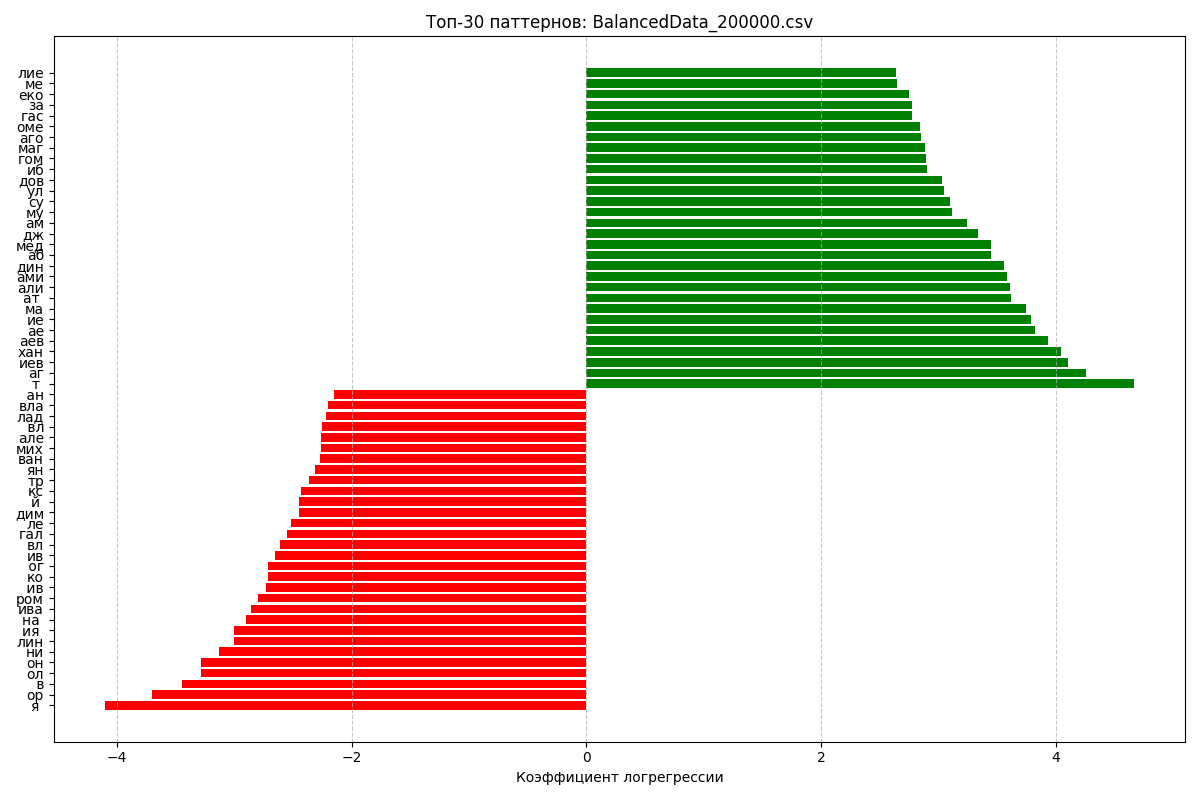 Топ-30 паттернов: BalancedData_200000.csv
лие
ме
еко
за
гас
оме
аго
маг
гом
иб
дов
ул
су
му
ам
дж
мед
аб
дин
ами
али
ат
ма
ие
ае
аев
хан
иев
аг
т
ан
вла
лад
вл
але
мих
ван
ян
тр
кс
й
дим
ле
гал
вл
ив
ог
ко
ив
ром
ива
на
ия
лин
ни
он
ол
в
ор
я
−4 −2 0 2 4
Коэффициент логрегрессии